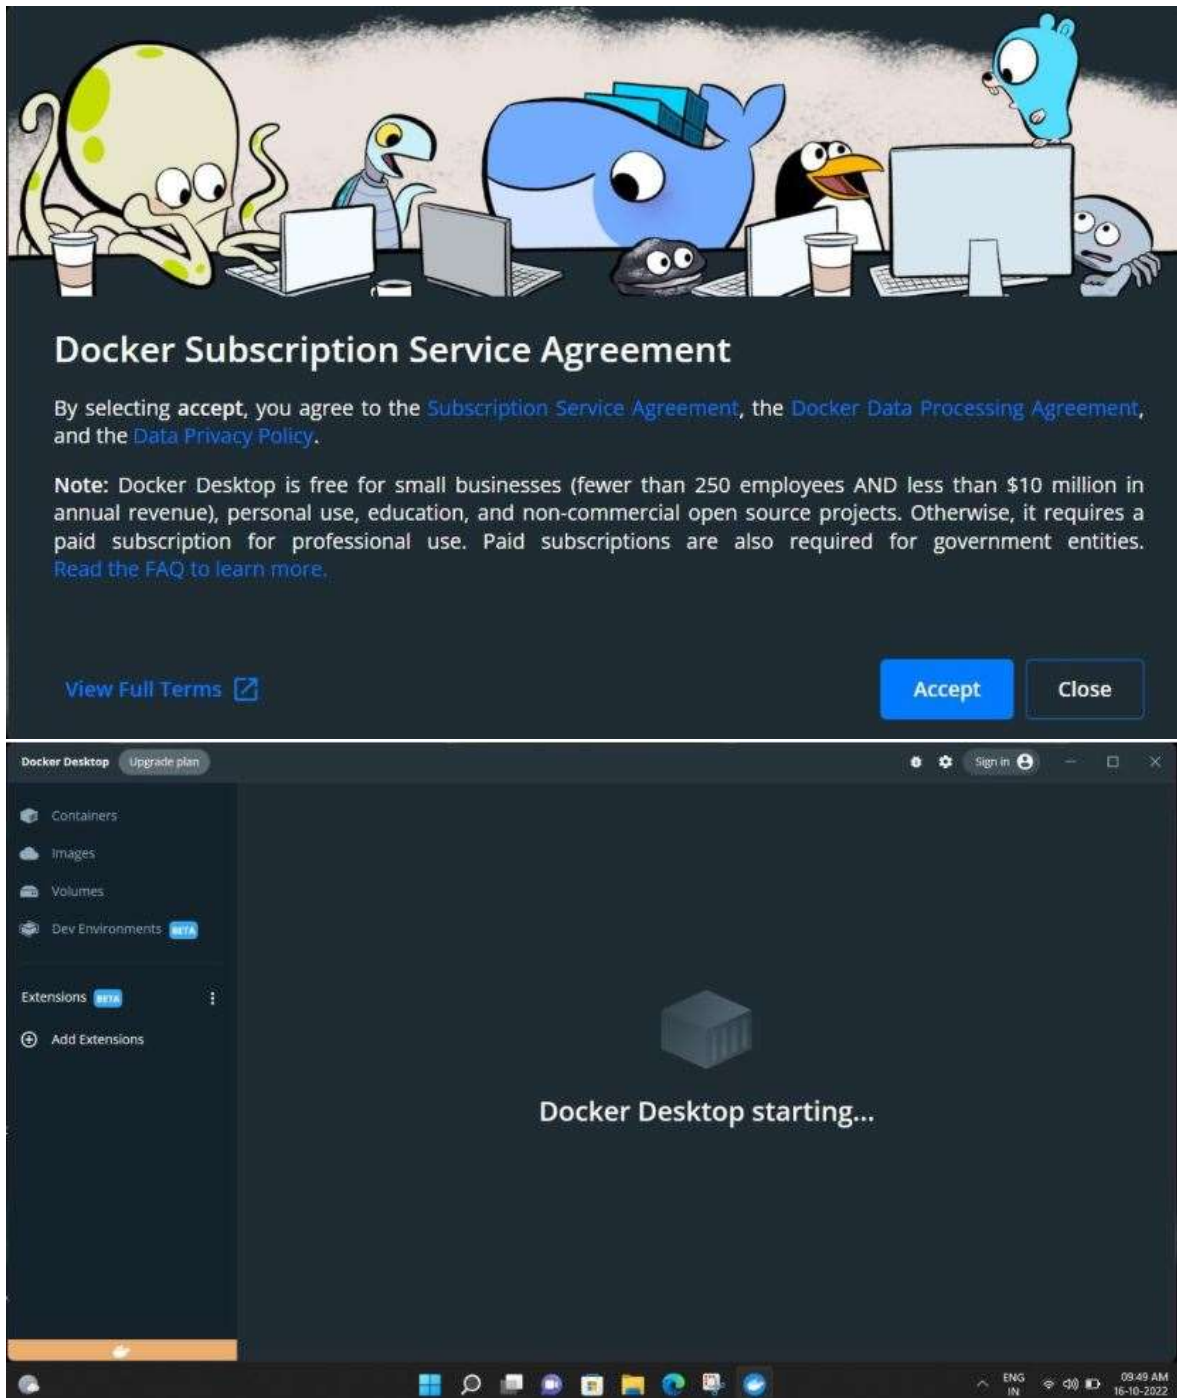 Docker Subscription Service Agreement
By selecting accept, you agree to the Subscription Service Agreement, the Docker Data Processing Agreement,
and the Data Privacy Policy.
Note: Docker Desktop is free for small businesses (fewer than 250 employees AND less than $10 million in
annual revenue), personal use, education, and non-commercial open source projects. Otherwise, it requires a
paid subscription for professional use. Paid subscriptions are also required for government entities.
Read the FAQ to learn more.
View Full Terms
Accept
Close
Docker Desktop
Upgrade plan
Sign in
Containers
Images
Volumes
Dev Environments BETA
Extensions BETA
Add Extensions
Docker Desktop starting...
ENG
IN
09:49 AM
16-10-2022